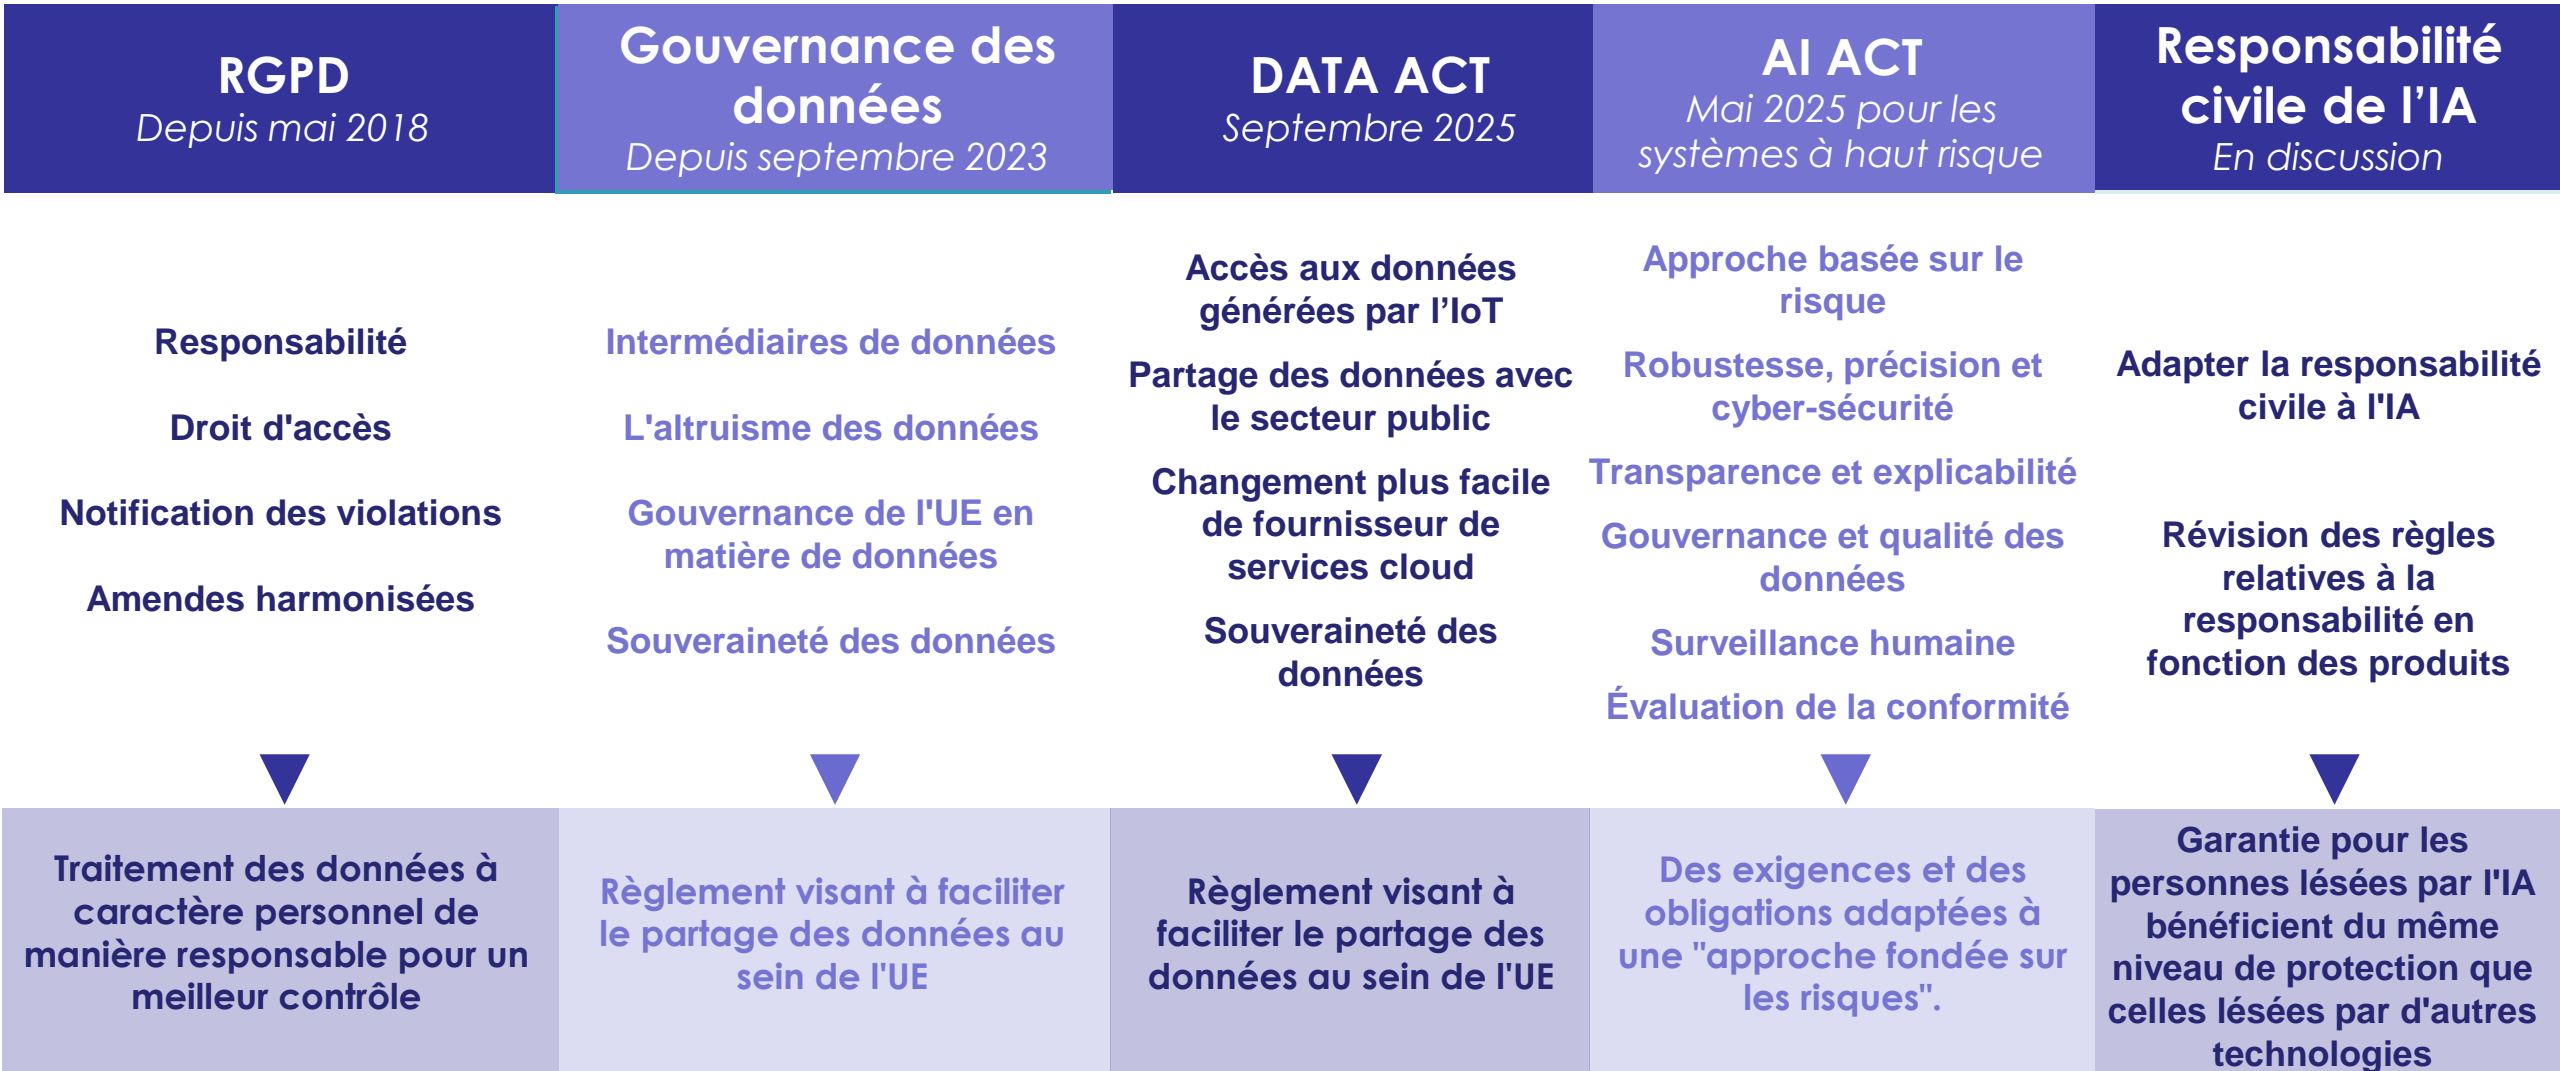 RGPD
Depuis mai 2018
Gouvernance des
données
Depuis septembre 2023
DATA ACT
Septembre 2025
AI ACT
Mai 2025 pour les
systèmes à haut risque
Responsabilité
civile de l’IA
En discussion
Responsabilité
Droit d'accès
Notification des violations
Amendes harmonisées
Intermédiaires de données
L'altruisme des données
Gouvernance de l'UE en
matière de données
Souveraineté des données
Accès aux données
générées par l’IoT
Partage des données avec
le secteur public
Changement plus facile
de fournisseur de
services cloud
Souveraineté des
données
Approche basée sur le
risque
Robustesse, précision et
cyber-sécurité
Transparence et explicabilité
Gouvernance et qualité des
données
Surveillance humaine
Évaluation de la conformité
Adapter la responsabilité
civile à l'IA
Révision des règles
relatives à la
responsabilité en
fonction des produits
Traitement des données à
caractère personnel de
manière responsable pour un
meilleur contrôle
Règlement visant à faciliter
le partage des données au
sein de l'UE
Règlement visant à
faciliter le partage des
données au sein de l'UE
Des exigences et des
obligations adaptées à
une "approche fondée sur
les risques".
Garantie pour les
personnes lésées par l'IA
bénéficient du même
niveau de protection que
celles lésées par d'autres
technologies